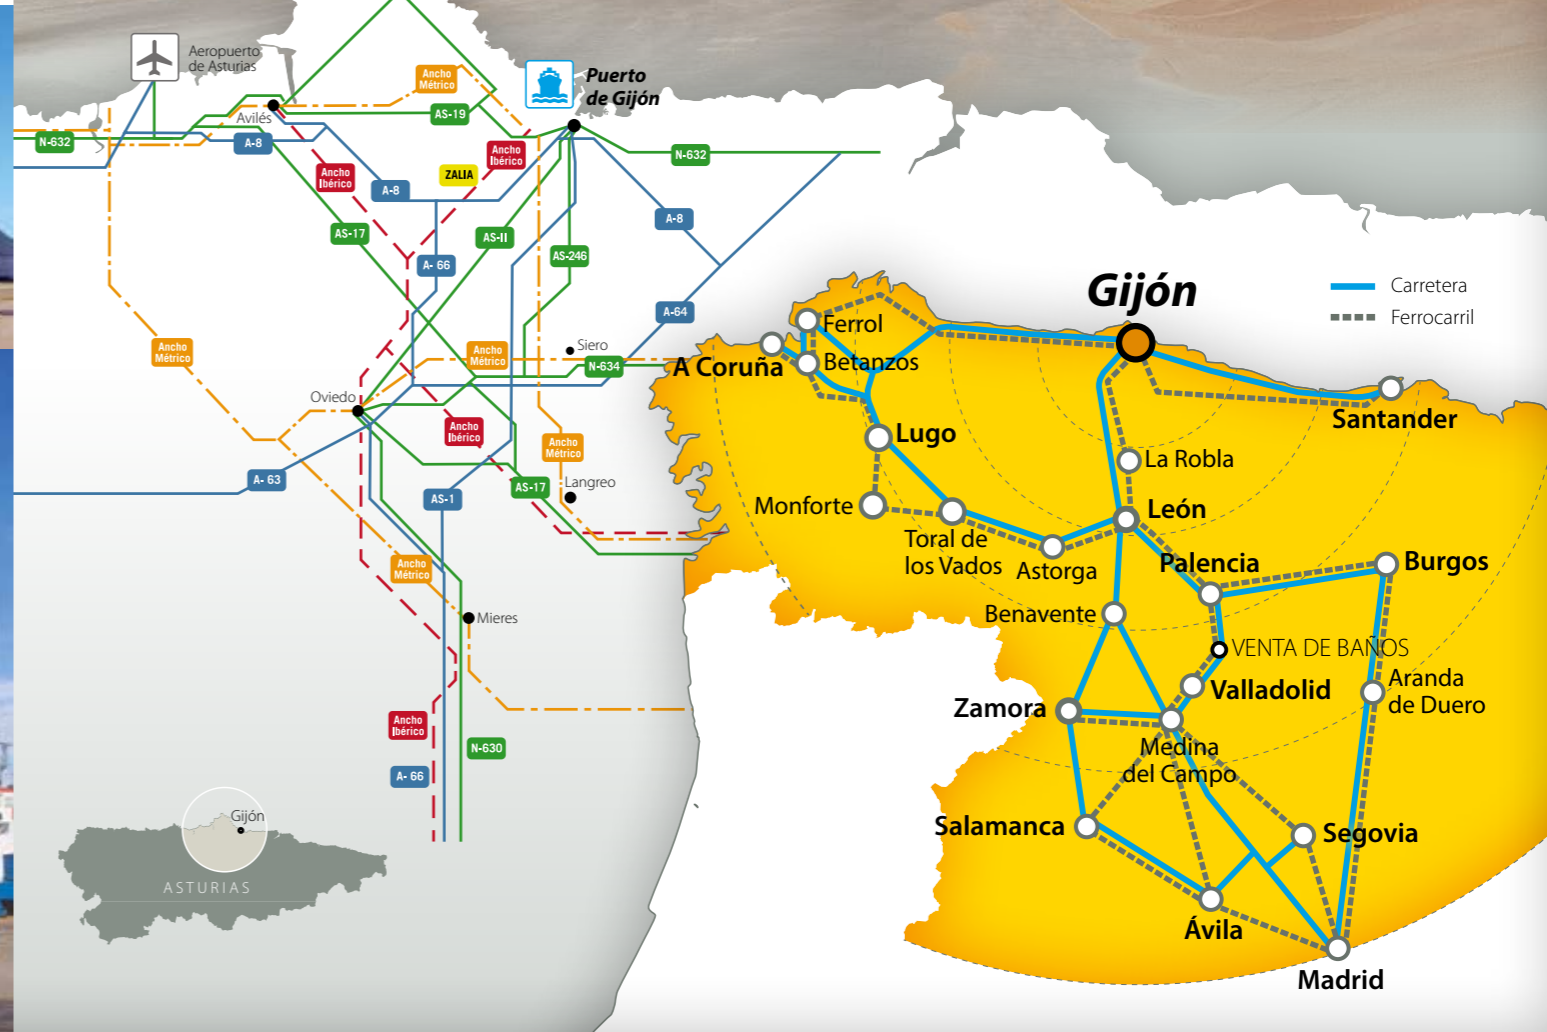 Aeropuerto
de Asturias
Ancho
Métrico
Puerto
de Gijón
Avilés
AS-19
N-632
A-8
Ancho
Ibérico
Ancho
Ibérico
N-632
ZALIA
A-8
AS-17
AS-II
A-8
A- 66
AS-246
A-64
Ancho
Métrico
Ancho
Métrico
Siero
N-634
Oviedo
Ancho
Ibérico
Ancho
Métrico
A- 63
AS-1
AS-17
Langreo
Ancho
Métrico
Mieres
Ancho
Ibérico
N-630
A- 66
Gijón
ASTURIAS
Gijón
Carretera
Ferrocarril
Ferrol
A Coruña
Betanzos
Santander
Lugo
La Robla
Monforte
León
Toral de
los Vados
Astorga
Palencia
Burgos
Benavente
VENTA DE BAÑOS
Valladolid
Aranda
de Duero
Zamora
Medina
del Campo
Salamanca
Segovia
Ávila
Madrid